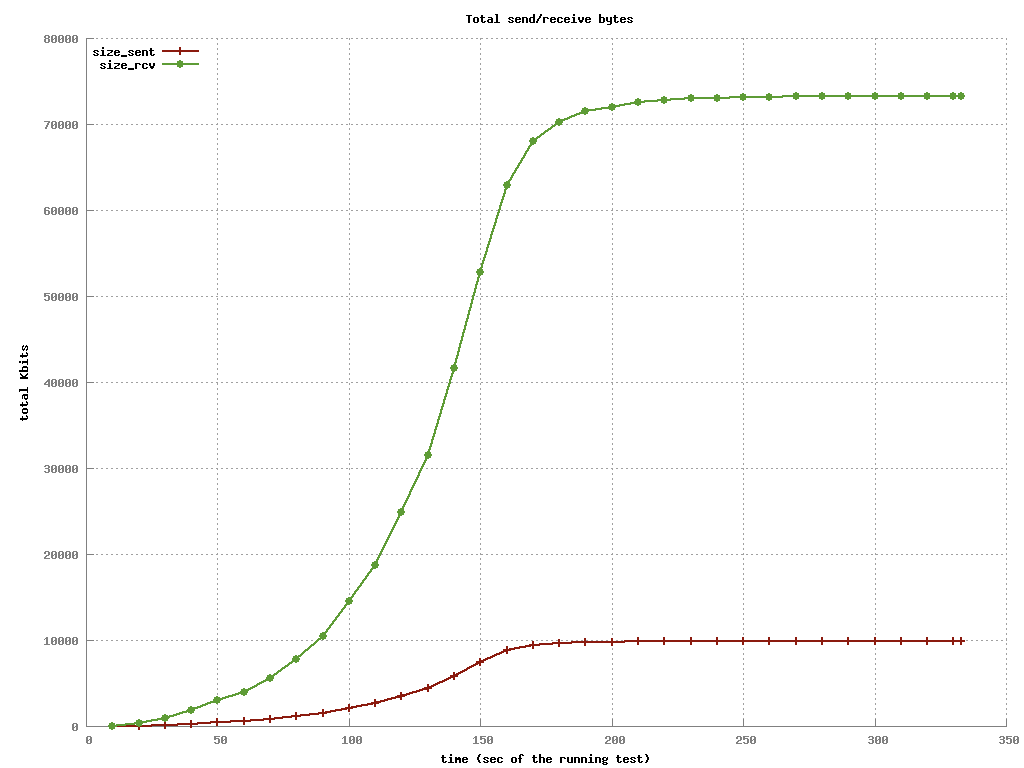 Total send/receive bytes
80000
size_sent
size_rcv
70000
60000
50000
40000
30000
20000
10000
0
total Kbits
0 50 100 150 200 250 300 350
time (sec of the running test)